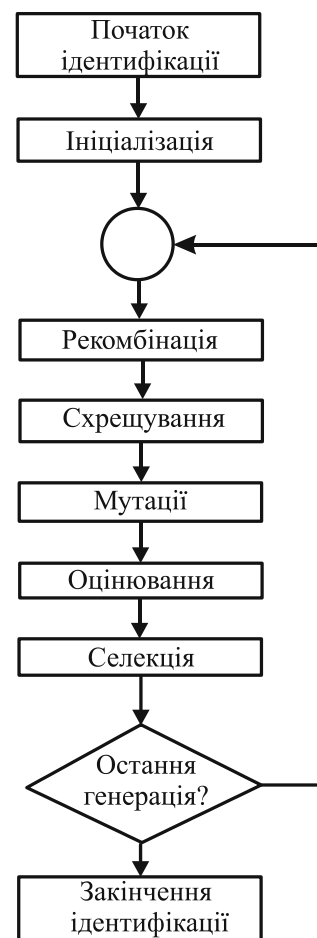 Початок
ідентифікації
Ініціалізація
Рекомбінація
Схрещування
Мутації
Оцінювання
Селекція
Остання
генерація?
Закінчення
ідентифікації